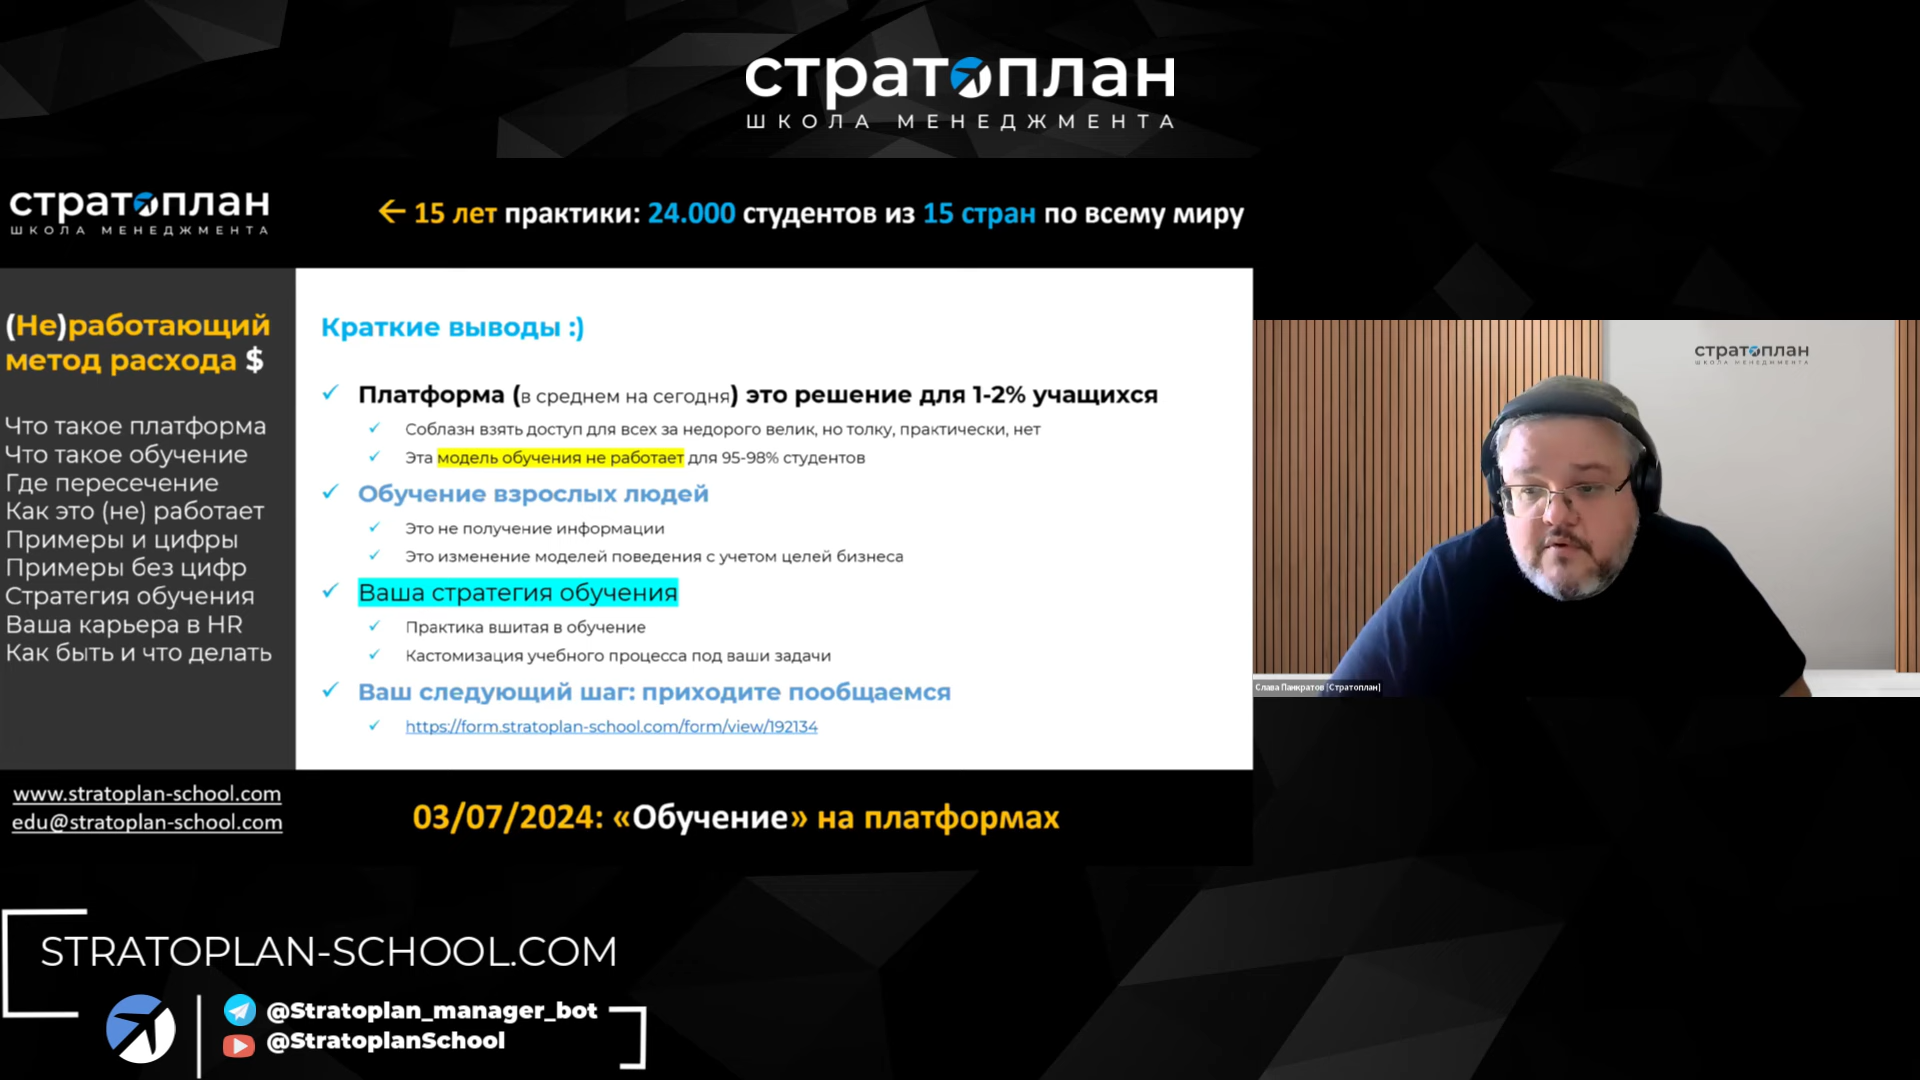 стратоплан
ШКОЛА МЕНЕДЖМЕНТА
стратоплан
ШКОЛА МЕНЕДЖМЕНТА
← 15 лет практики: 24.000 студентов из 15 стран по всему миру
(Не)работающий
метод расхода $
Что такое платформа
Что такое обучение
Где пересечение
Как это (не) работает
Примеры и цифры
Примеры без цифр
Стратегия обучения
Ваша карьера в HR
Как быть и что делать
Краткие выводы :)
✓ Платформа (в среднем на сегодня) это решение для 1-2% учащихся
✓ Соблазн взять доступ для всех за недорого велик, но толку, практически, нет
✓ Эта модель обучения не работает для 95-98% студентов
✓ Обучение взрослых людей
✓ Это не получение информации
✓ Это изменение моделей поведения с учетом целей бизнеса
✓ Ваша стратегия обучения
✓ Практика вшитая в обучение
✓ Кастомизация учебного процесса под ваши задачи
✓ Ваш следующий шаг: приходите пообщаемся
✓ https://form.stratoplan-school.com/form/view/192134
стратоплан
ШКОЛА МЕНЕДЖМЕНТА
Слава Панкратов [Стратоплан]
www.stratoplan-school.com
edu@stratoplan-school.com
03/07/2024: «Обучение» на платформах
STRATOPLAN-SCHOOL.COM
@Stratoplan_manager_bot
@StratoplanSchool